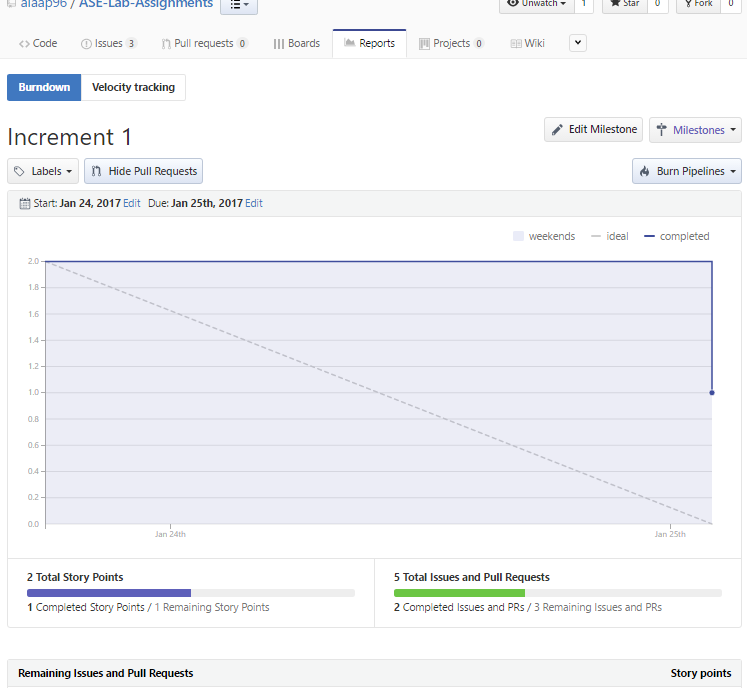 alaap96 / ASE-Lab-Assignments
Unwatch 1 Star 0 Fork 0
Code Issues 3 Pull requests 0 Boards Reports Projects 0 Wiki
Burndown Velocity tracking
Increment 1
Edit Milestone Milestones
Labels Hide Pull Requests Burn Pipelines
Start: Jan 24, 2017 Edit Due: Jan 25th, 2017 Edit
weekends ideal completed
2.0
1.8
1.6
1.4
1.2
1.0
0.8
0.6
0.4
0.2
0.0
Jan 24th Jan 25th
2 Total Story Points
1 Completed Story Points / 1 Remaining Story Points
5 Total Issues and Pull Requests
2 Completed Issues and PRs / 3 Remaining Issues and PRs
Remaining Issues and Pull Requests Story points